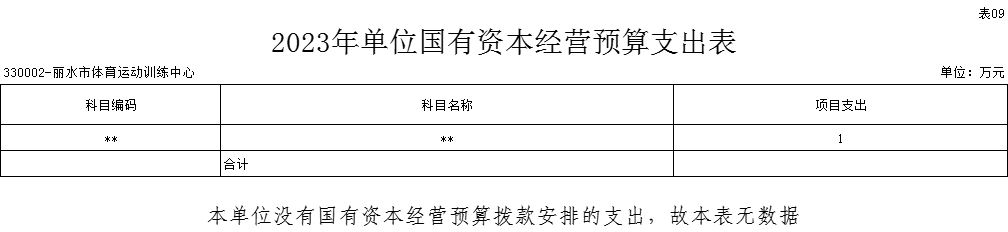 表09
2023年单位国有资本经营预算支出表
330002-丽水市体育运动训练中心 单位：万元
科目编码 科目名称 项目支出
** ** 1
合计
本单位没有国有资本经营预算拨款安排的支出，故本表无数据